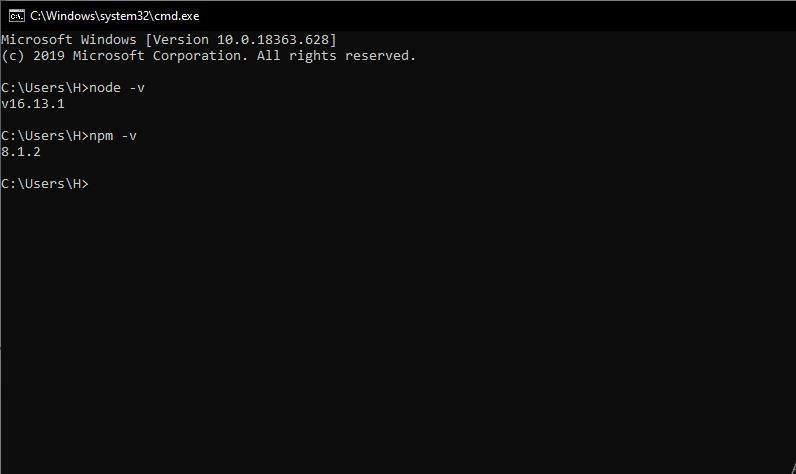 C:\Windows\system32\cmd.exe
Microsoft Windows [Version 10.0.18363.628]
(c) 2019 Microsoft Corporation. All rights reserved.
C:\Users\H>node -v
v16.13.1
C:\Users\H>npm -v
8.1.2
C:\Users\H>